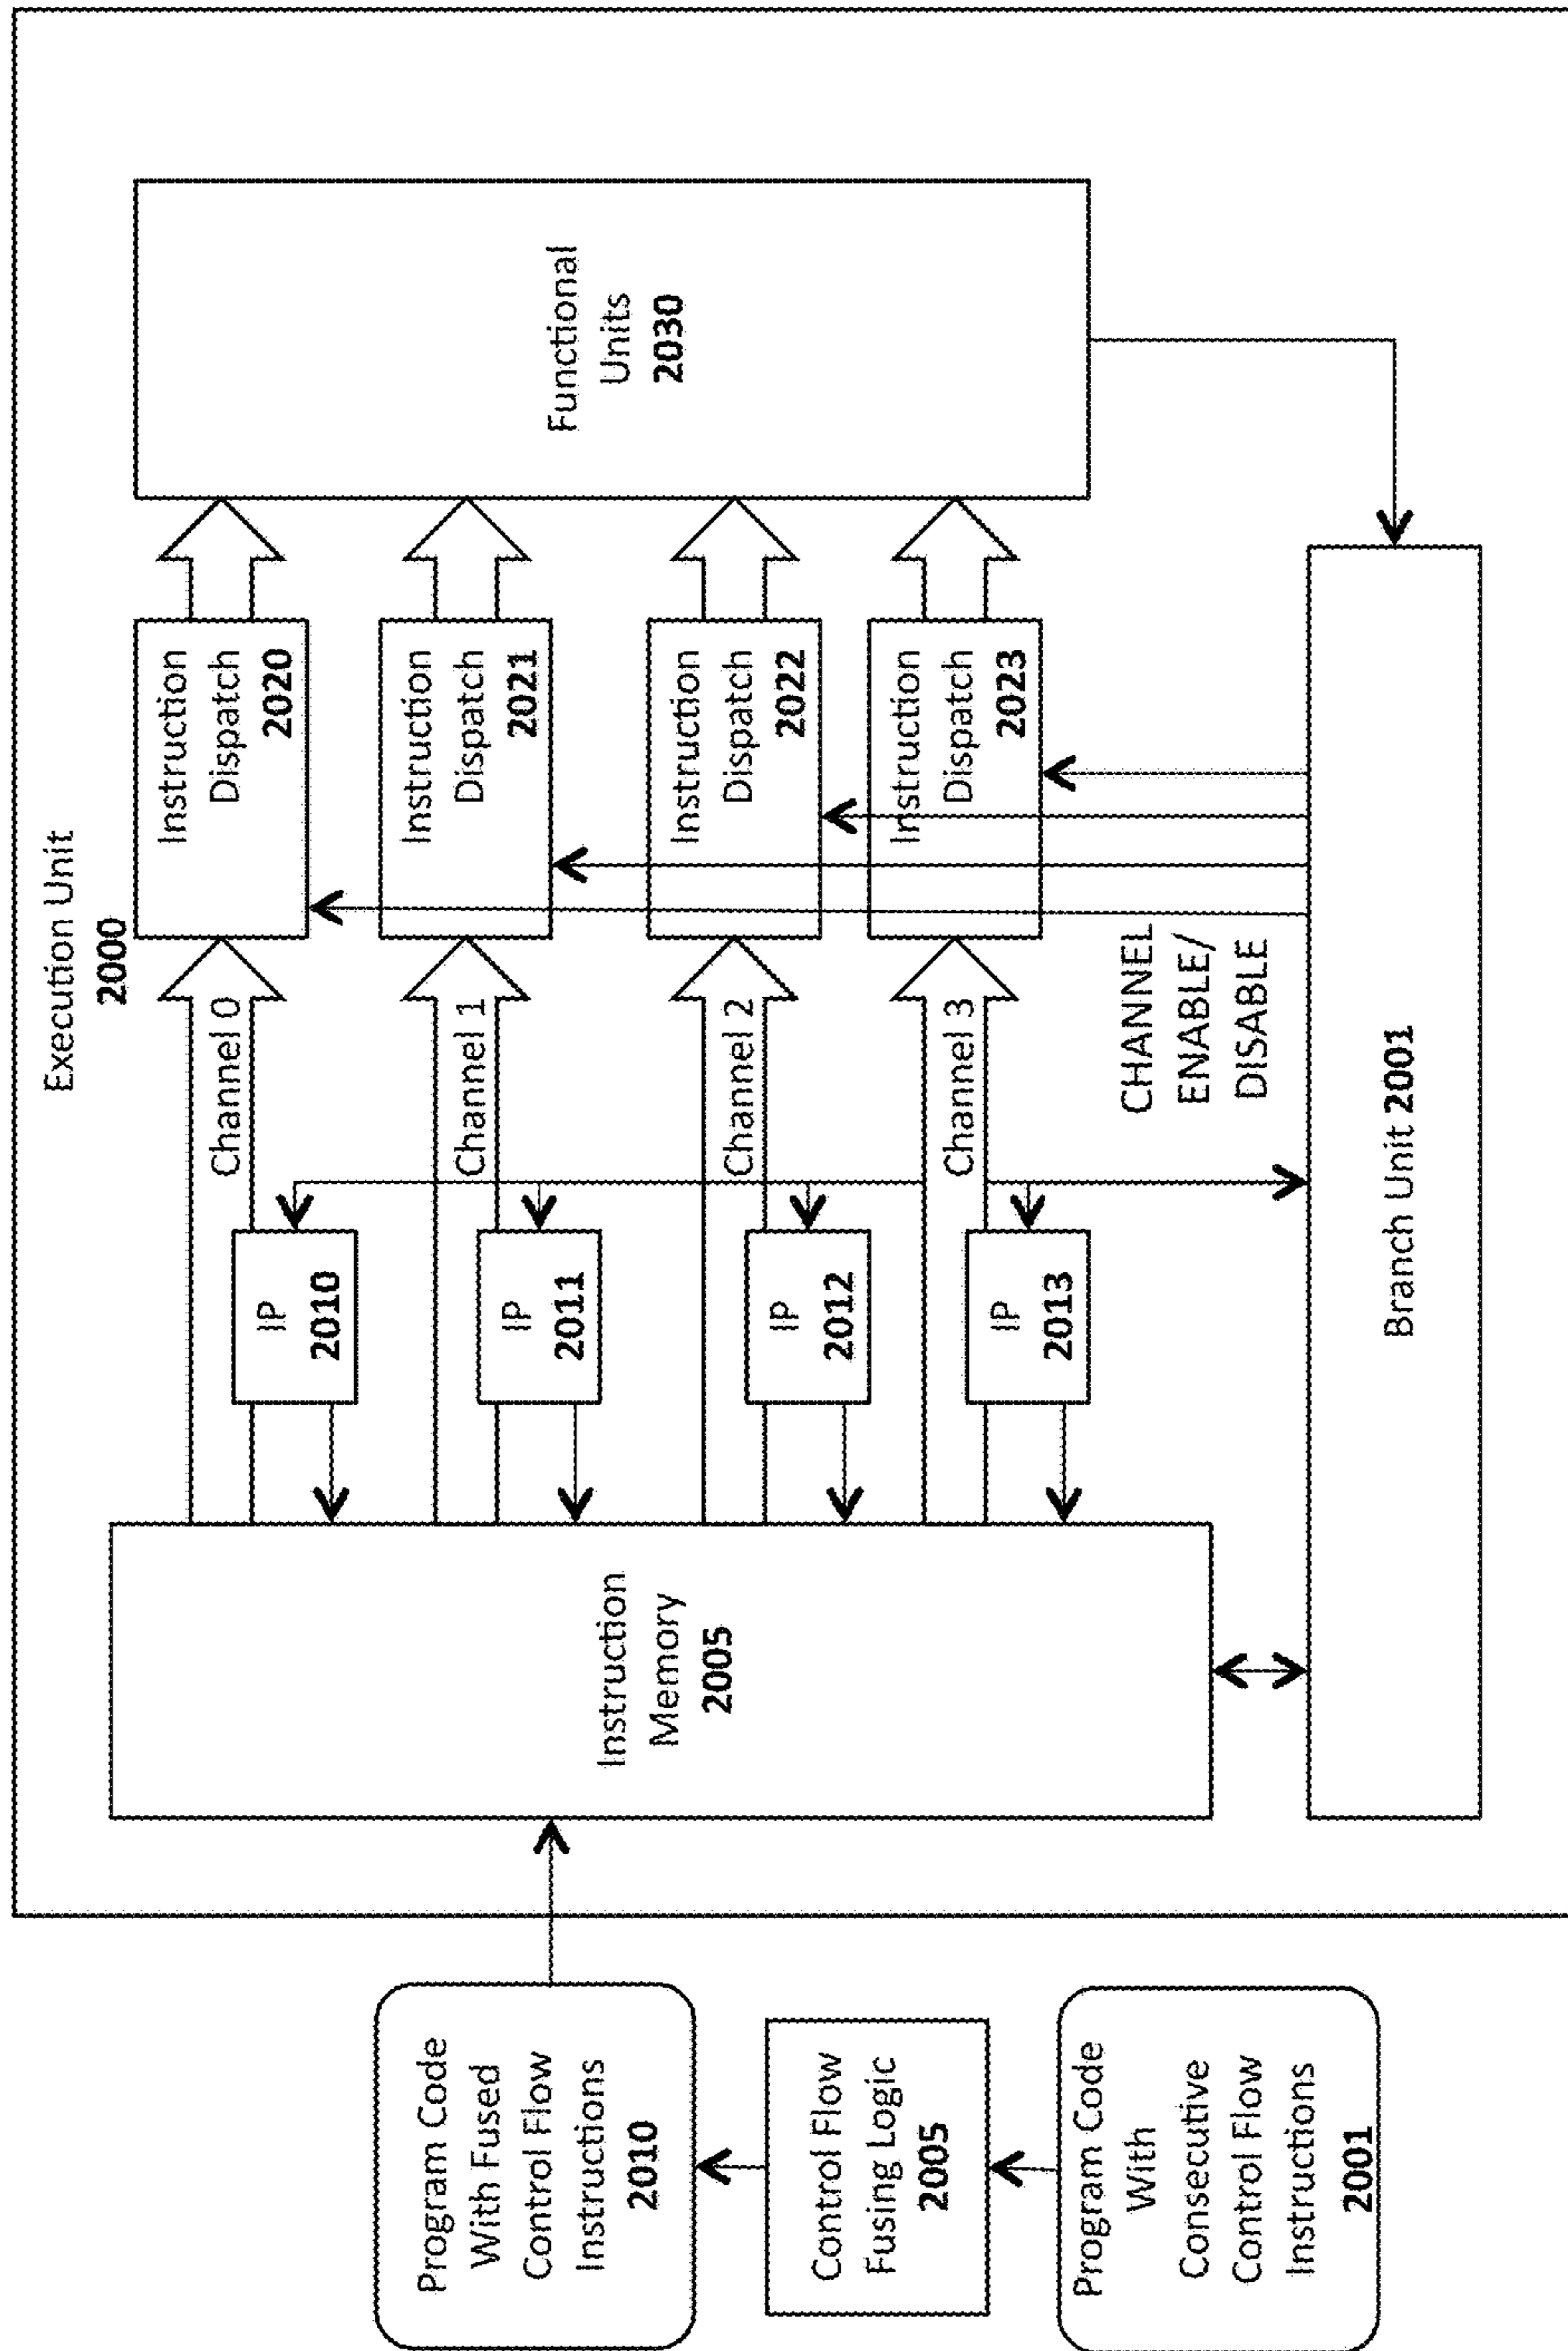 Execution Unit
2000
Program Code
With Fused
Control Flow
Instructions
2010
Control Flow
Fusing Logic
2005
Program Code
With
Consecutive
Control Flow
Instructions
2001
Instruction
Memory
2005
Channel 0
IP
2010
Channel 1
IP
2011
Channel 2
IP
2012
Channel 3
IP
2013
Instruction
Dispatch
2020
Instruction
Dispatch
2021
Instruction
Dispatch
2022
Instruction
Dispatch
2023
Functional
Units
2030
CHANNEL
ENABLE/
DISABLE
Branch Unit 2001